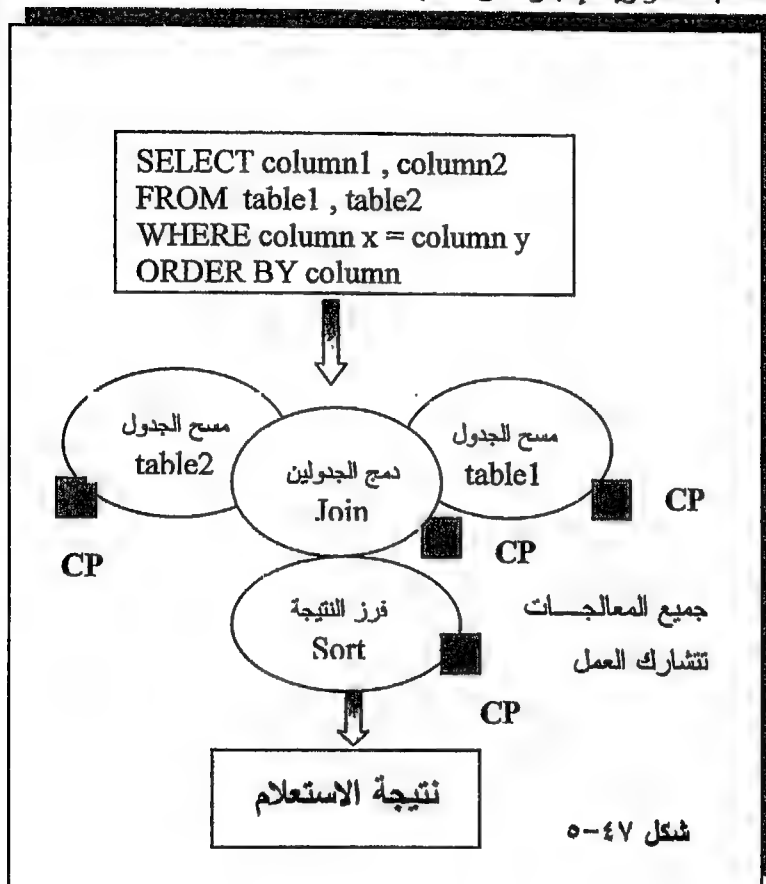 SELECT column1 , column2
FROM table1 , table2
WHERE column x = column y
ORDER BY column
مسح الجدول
table1
دمج الجدولين
Join
مسح الجدول
table2
CP
CP
CP
فرز النتيجة
Sort
جميع المعالجـــات
تتشارك العمل
CP
نتيجة الاستعلام
شكل ٤٧-٥